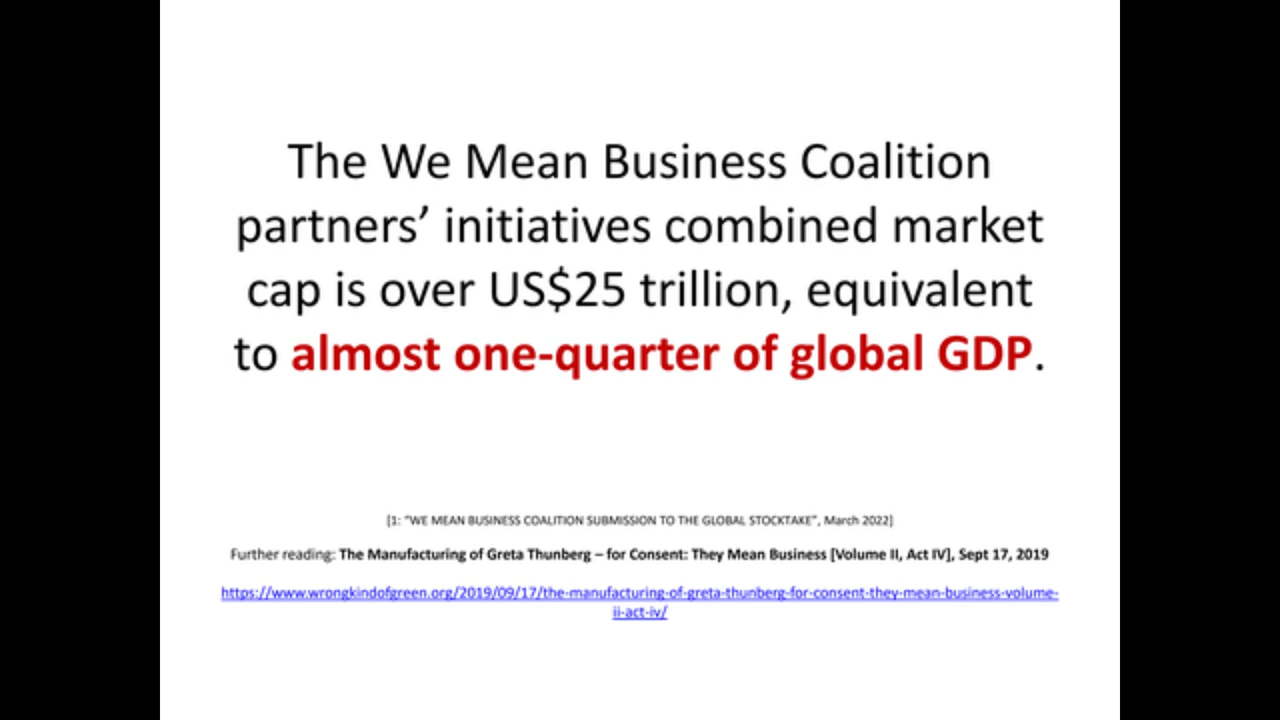 The We Mean Business Coalition
partners’ initiatives combined market
cap is over US$25 trillion, equivalent
to almost one-quarter of global GDP.
[1: “WE MEAN BUSINESS COALITION SUBMISSION TO THE GLOBAL STOCKTAKE”, March 2022]
Further reading: The Manufacturing of Greta Thunberg – for Consent: They Mean Business [Volume II, Act IV], Sept 17, 2019
https://www.wrongkindofgreen.org/2019/09/17/the-manufacturing-of-greta-thunberg-for-consent-they-mean-business-volume-
ii-act-iv/